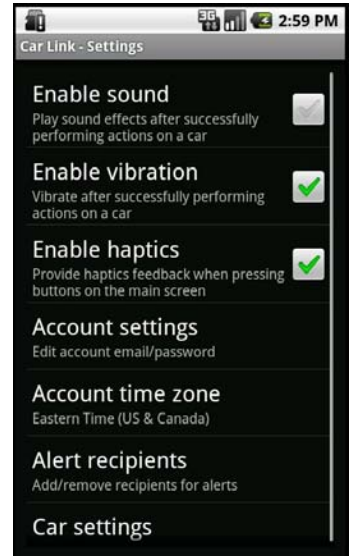 3G 2:59 PM
Car Link - Settings
Enable sound
Play sound effects after successfully
performing actions on a car
Enable vibration
Vibrate after successfully performing
actions on a car
Enable haptics
Provide haptics feedback when pressing
buttons on the main screen
Account settings
Edit account email/password
Account time zone
Eastern Time (US & Canada)
Alert recipients
Add/remove recipients for alerts
Car settings